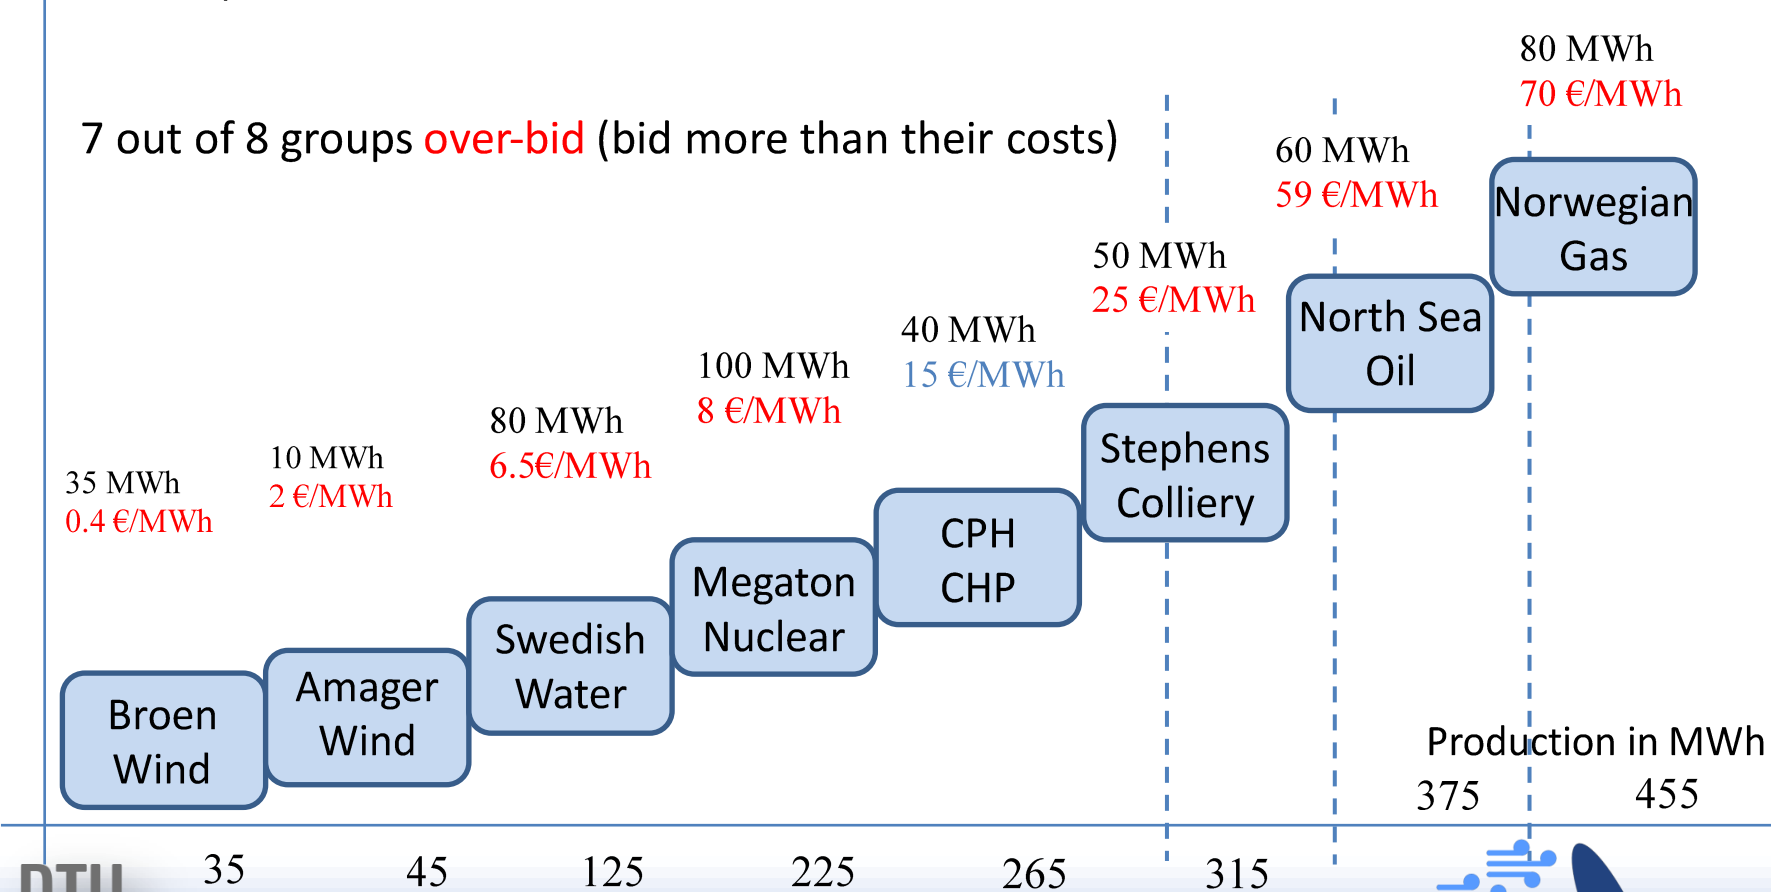 80 MWh
70 €/MWh
7 out of 8 groups over-bid (bid more than their costs)
60 MWh
59 €/MWh
Norwegian
Gas
50 MWh
25 €/MWh
North Sea
Oil
40 MWh
15 €/MWh
100 MWh
8 €/MWh
80 MWh
6.5€/MWh
10 MWh
2 €/MWh
35 MWh
0.4 €/MWh
Stephens
Colliery
CPH
CHP
Megaton
Nuclear
Swedish
Water
Amager
Wind
Broen
Wind
Production in MWh
375 455
35 45 125 225 265 315
DTU